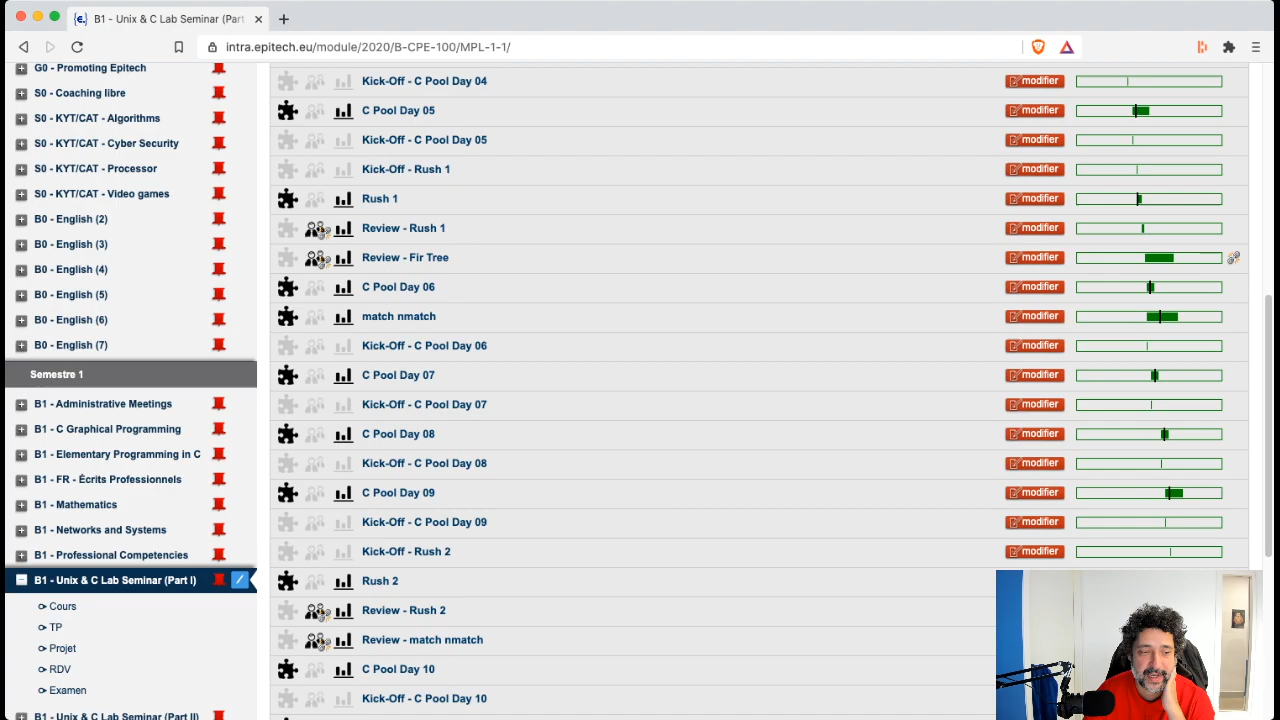 B1 - Unix & C Lab Seminar (Part
intra.epitech.eu/module/2020/B-CPE-100/MPL-1-1/
G0 - Promoting Epitech
S0 - Coaching libre
S0 - KYT/CAT - Algorithms
S0 - KYT/CAT - Cyber Security
S0 - KYT/CAT - Processor
S0 - KYT/CAT - Video games
B0 - English (2)
B0 - English (3)
B0 - English (4)
B0 - English (5)
B0 - English (6)
B0 - English (7)
Semestre 1
B1 - Administrative Meetings
B1 - C Graphical Programming
B1 - Elementary Programming in C
B1 - FR - Écrits Professionnels
B1 - Mathematics
B1 - Networks and Systems
B1 - Professional Competencies
B1 - Unix & C Lab Seminar (Part I)
Cours
TP
Projet
RDV
Examen
B1 - Unix & C Lab Seminar (Part II)
Kick-Off - C Pool Day 04 modifier
C Pool Day 05 modifier
Kick-Off - C Pool Day 05 modifier
Kick-Off - Rush 1 modifier
Rush 1 modifier
Review - Rush 1 modifier
Review - Fir Tree modifier
C Pool Day 06 modifier
match nmatch modifier
Kick-Off - C Pool Day 06 modifier
C Pool Day 07 modifier
Kick-Off - C Pool Day 07 modifier
C Pool Day 08 modifier
Kick-Off - C Pool Day 08 modifier
C Pool Day 09 modifier
Kick-Off - C Pool Day 09 modifier
Kick-Off - Rush 2 modifier
Rush 2
Review - Rush 2
Review - match nmatch
C Pool Day 10
Kick-Off - C Pool Day 10